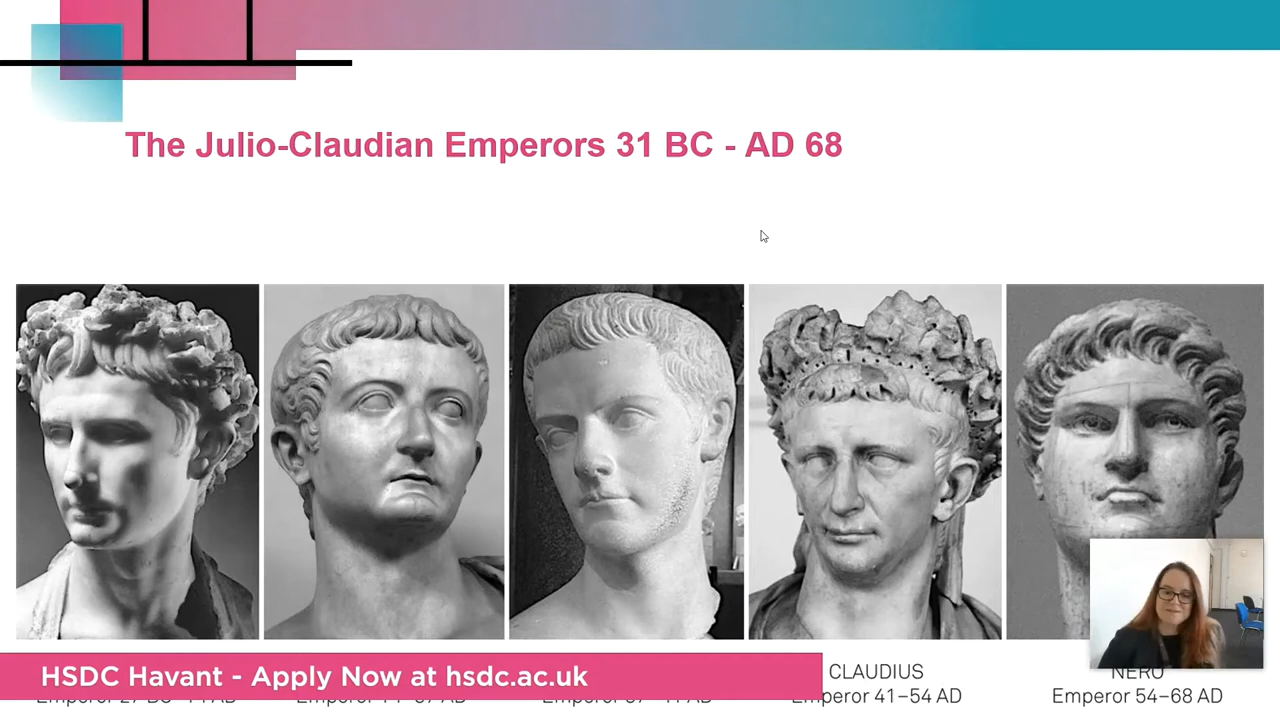 The Julio-Claudian Emperors 31 BC - AD 68
HSDC Havant - Apply Now at hsdc.ac.uk
CLAUDIUS
Emperor 41–54 AD
NERO
Emperor 54–68 AD